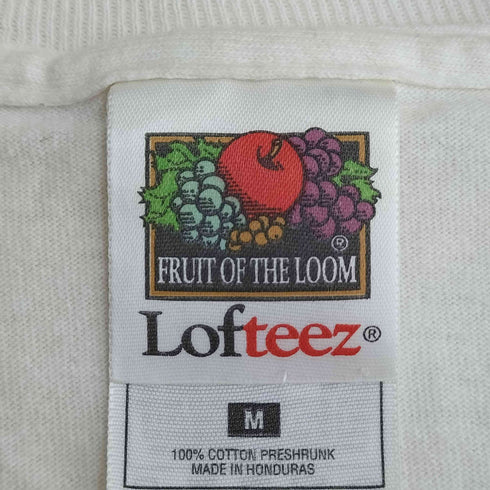 ®
FRUIT OF THE LOOM
Lofteez®
M
100% COTTON PRESHRUNK
MADE IN HONDURAS